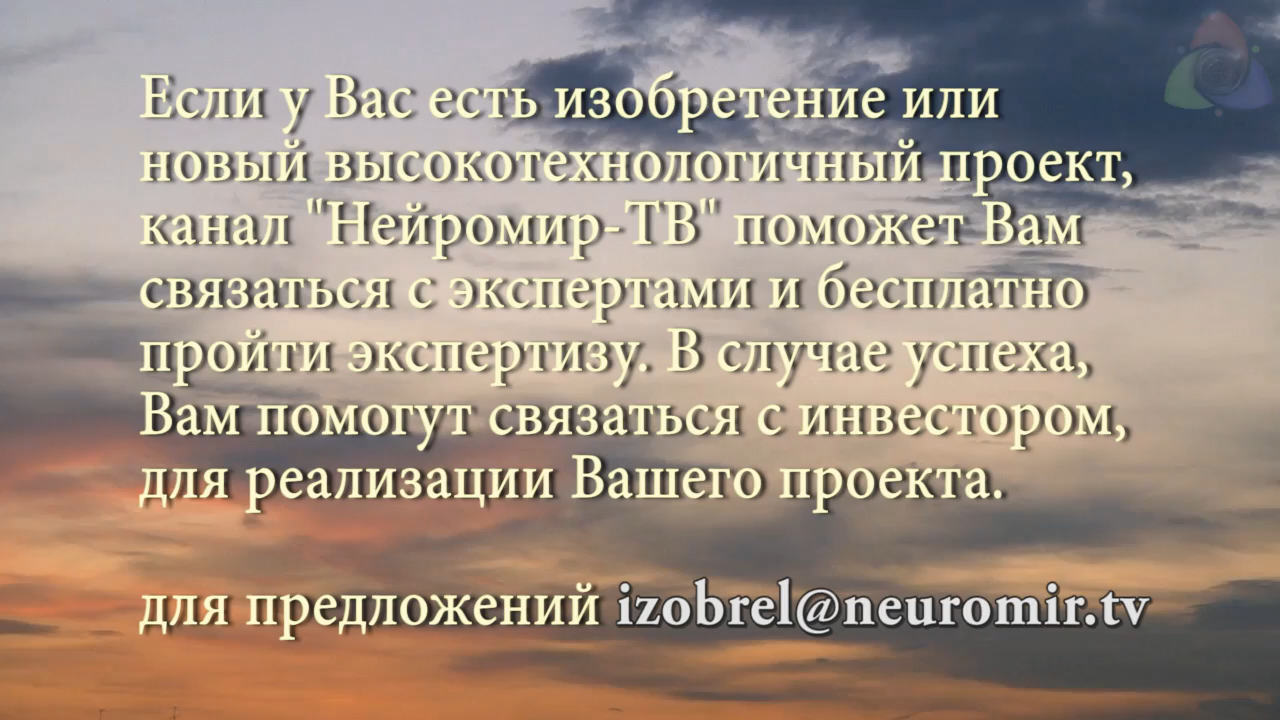 Если у Вас есть изобретение или
новый высокотехнологичный проект,
канал "Нейромир-ТВ" поможет Вам
связаться с экспертами и бесплатно
пройти экспертизу. В случае успеха,
Вам помогут связаться с инвестором,
для реализации Вашего проекта.
для предложений izobrel@neuromir.tv